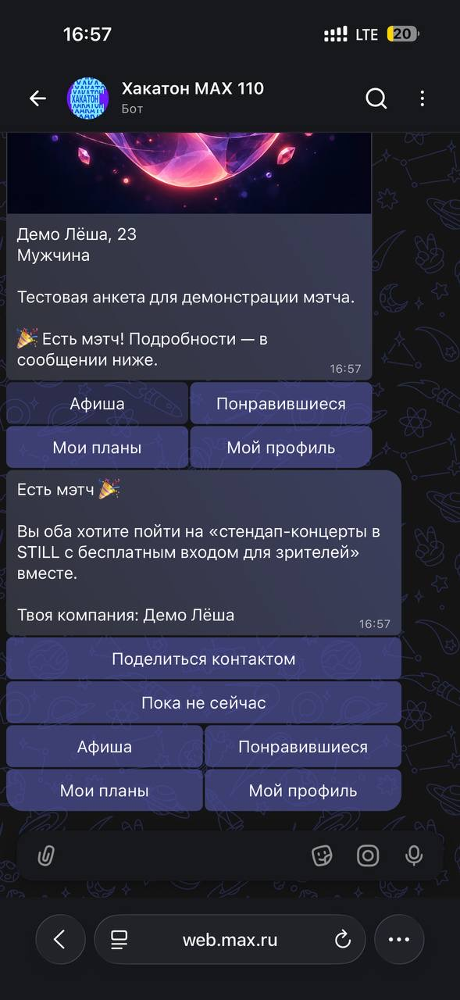 16:57
LTE
20
ХАКАТОН
Хакатон МАХ 110
Бот
Демо Лёша, 23
Мужчина
Тестовая анкета для демонстрации мэтча.
🎉 Есть мэтч! Подробности — в
сообщении ниже.
16:57
Афиша
Понравившиеся
Мои планы
Мой профиль
Есть мэтч 🎉
Вы оба хотите пойти на «стендап-концерты в
STILL с бесплатным входом для зрителей»
вместе.
Твоя компания: Демо Лёша
16:57
Поделиться контактом
Пока не сейчас
Афиша
Понравившиеся
Мои планы
Мой профиль
web.max.ru